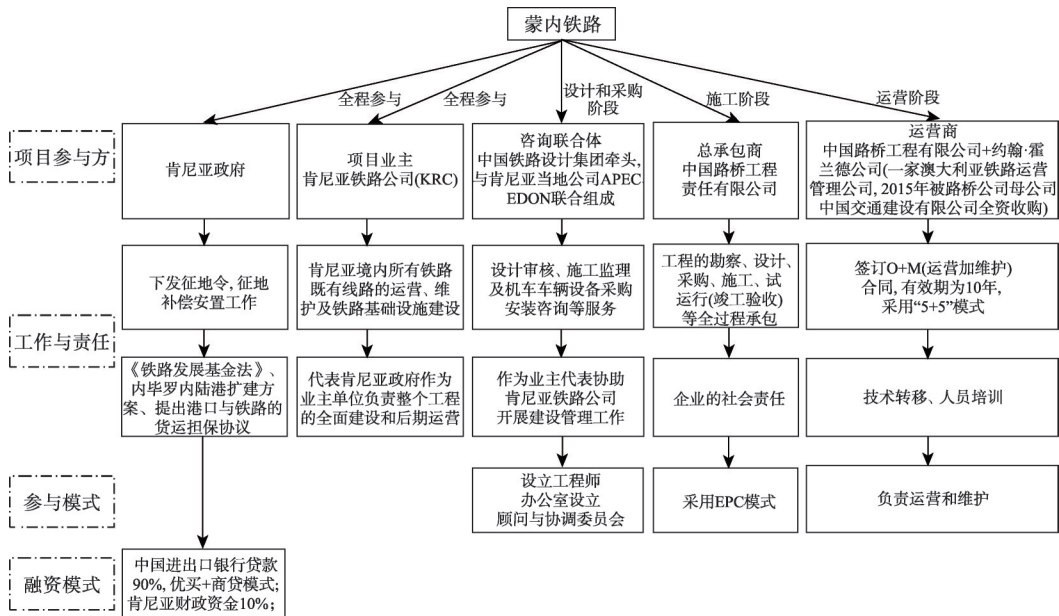 蒙内铁路
全程参与
全程参与
设计和采购
阶段
施工阶段
运营阶段
项目参与方
肯尼亚政府
项目业主
肯尼亚铁路公司(KRC)
咨询联合体
中国铁路设计集团牵头,
与肯尼亚当地公司APEC
EDON联合组成
总承包商
中国路桥工程
责任有限公司
运营商
中国路桥工程有限公司+约翰·霍
兰德公司(一家澳大利亚铁路运营
管理公司, 2015年被路桥公司母公司
中国交通建设有限公司全资收购)
工作与责任
下发征地令, 征地
补偿安置工作
肯尼亚境内所有铁路
既有线路的运营、维
护及铁路基础设施建设
设计审核、施工监理
及机车车辆设备采购
安装咨询等服务
工程的勘察、设计、
采购、施工、试
运行(竣工验收)
等全过程承包
签订O+M(运营加维护)
合同, 有效期为10年,
采用“5+5”模式
《铁路发展基金法》、
内毕罗内陆港扩建方
案、提出港口与铁路的
货运担保协议
代表肯尼亚政府作为
业主单位负责整个工程
的全面建设和后期运营
作为业主代表协助
肯尼亚铁路公司
开展建设管理工作
企业的社会责任
技术转移、人员培训
参与模式
设立工程师
办公室设立
顾问与协调委员会
采用EPC模式
负责运营和维护
融资模式
中国进出口银行贷款
90%, 优买+商贷模式;
肯尼亚财政资金10%;